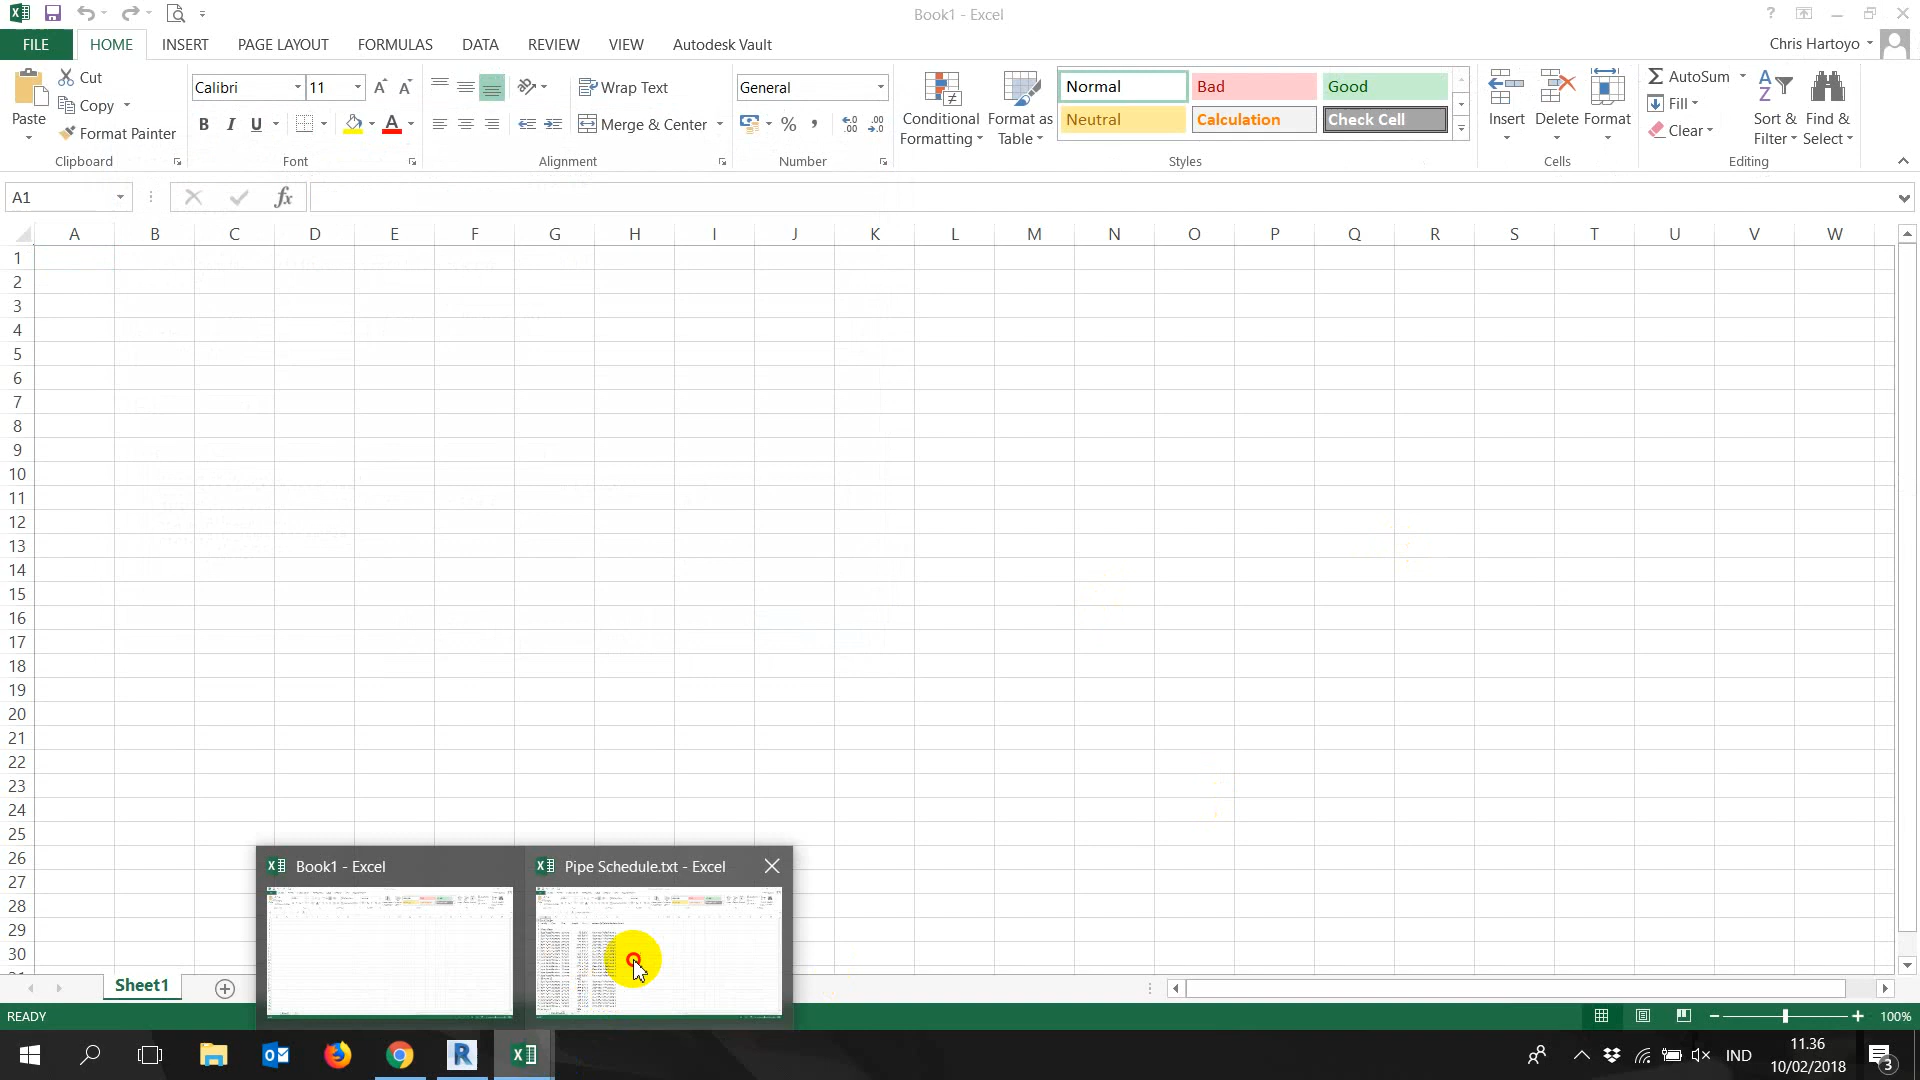 Book1 - Excel
?
FILE HOME INSERT PAGE LAYOUT FORMULAS DATA REVIEW VIEW Autodesk Vault Chris Hartoyo
Paste
Cut
Copy
Format Painter
Clipboard
Calibri 11
B I U
Font
Wrap Text
Merge & Center
Alignment
General
%
Number
Conditional Formatting
Format as Table
Normal Bad Good
Neutral Calculation Check Cell
Styles
Insert Delete Format
Cells
AutoSum
Fill
Clear
Sort & Filter
Find & Select
Editing
A1
fx
A B C D E F G H I J K L M N O P Q R S T U V W
1
2
3
4
5
6
7
8
9
10
11
12
13
14
15
16
17
18
19
20
21
22
23
24
25
26
27
28
29
30
Book1 - Excel Pipe Schedule.txt - Excel
Sheet1
READY
100%
IND
11.36
10/02/2018
3